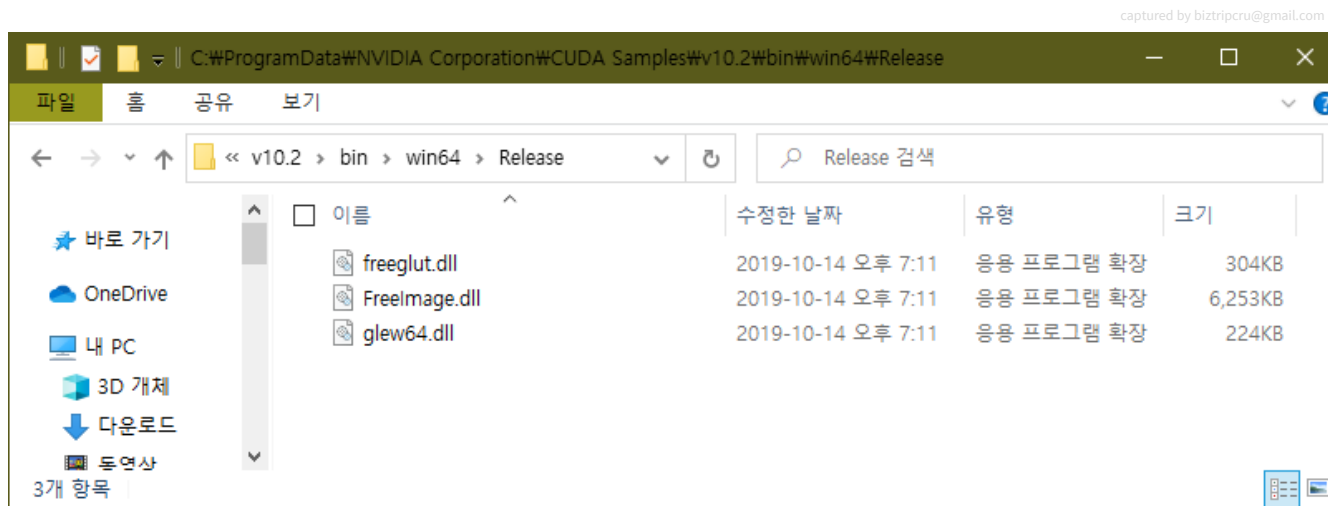 captured by biztripcru@gmail.com
C:₩ProgramData₩NVIDIA Corporation₩CUDA Samples₩v10.2₩bin₩win64₩Release
파일 홈 공유 보기
« v10.2 › bin › win64 › Release Release 검색
이름 수정한 날짜 유형 크기
바로 가기
freeglut.dll 2019-10-14 오후 7:11 응용 프로그램 확장 304KB
OneDrive FreeImage.dll 2019-10-14 오후 7:11 응용 프로그램 확장 6,253KB
glew64.dll 2019-10-14 오후 7:11 응용 프로그램 확장 224KB
내 PC
3D 개체
다운로드
동영상
3개 항목